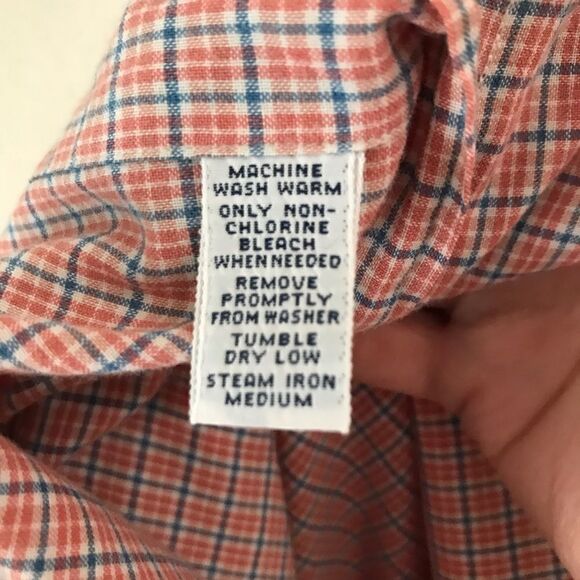 MACHINE
WASH WARM
ONLY NON-
CHLORINE
BLEACH
WHEN NEEDED
REMOVE
PROMPTLY
FROM WASHER
TUMBLE
DRY LOW
STEAM IRON
MEDIUM